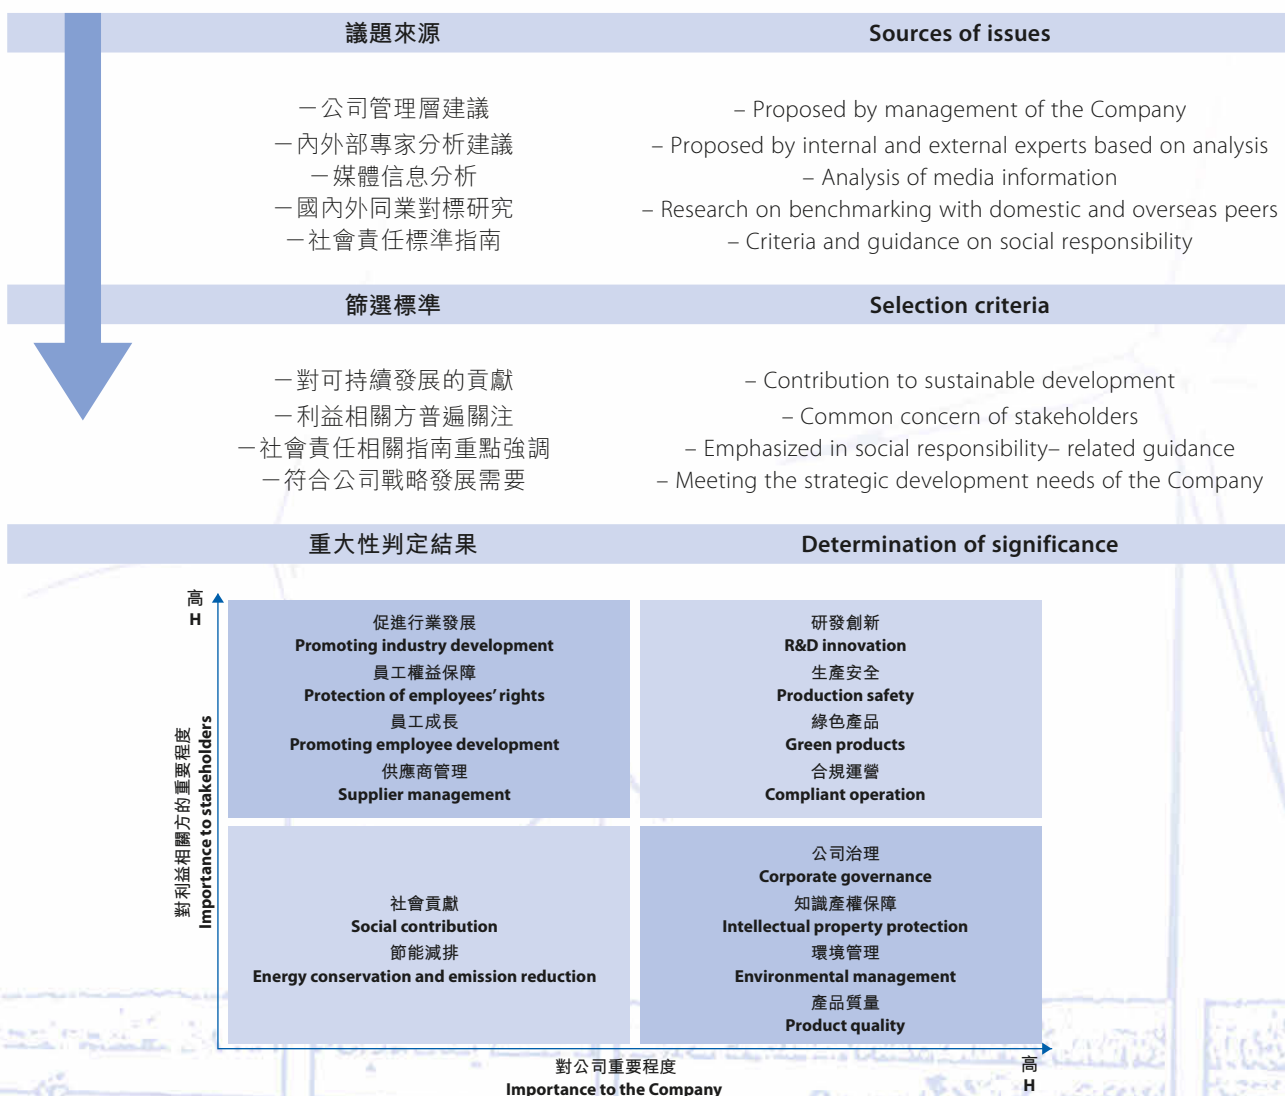 議題來源 Sources of issues
－公司管理層建議 – Proposed by management of the Company
－內外部專家分析建議 – Proposed by internal and external experts based on analysis
－媒體信息分析 – Analysis of media information
－國內外同業對標研究 – Research on benchmarking with domestic and overseas peers
－社會責任標準指南 – Criteria and guidance on social responsibility
篩選標準 Selection criteria
－對可持續發展的貢獻 – Contribution to sustainable development
－利益相關方普遍關注 – Common concern of stakeholders
－社會責任相關指南重點強調 – Emphasized in social responsibility– related guidance
－符合公司戰略發展需要 – Meeting the strategic development needs of the Company
重大性判定結果 Determination of significance
高
H
對利益相關方的重要程度
Importance to stakeholders
促進行業發展
Promoting industry development
員工權益保障
Protection of employees' rights
員工成長
Promoting employee development
供應商管理
Supplier management
研發創新
R&D innovation
生產安全
Production safety
綠色產品
Green products
合規運營
Compliant operation
社會貢獻
Social contribution
節能減排
Energy conservation and emission reduction
公司治理
Corporate governance
知識產權保障
Intellectual property protection
環境管理
Environmental management
產品質量
Product quality
對公司重要程度
Importance to the Company
高
H